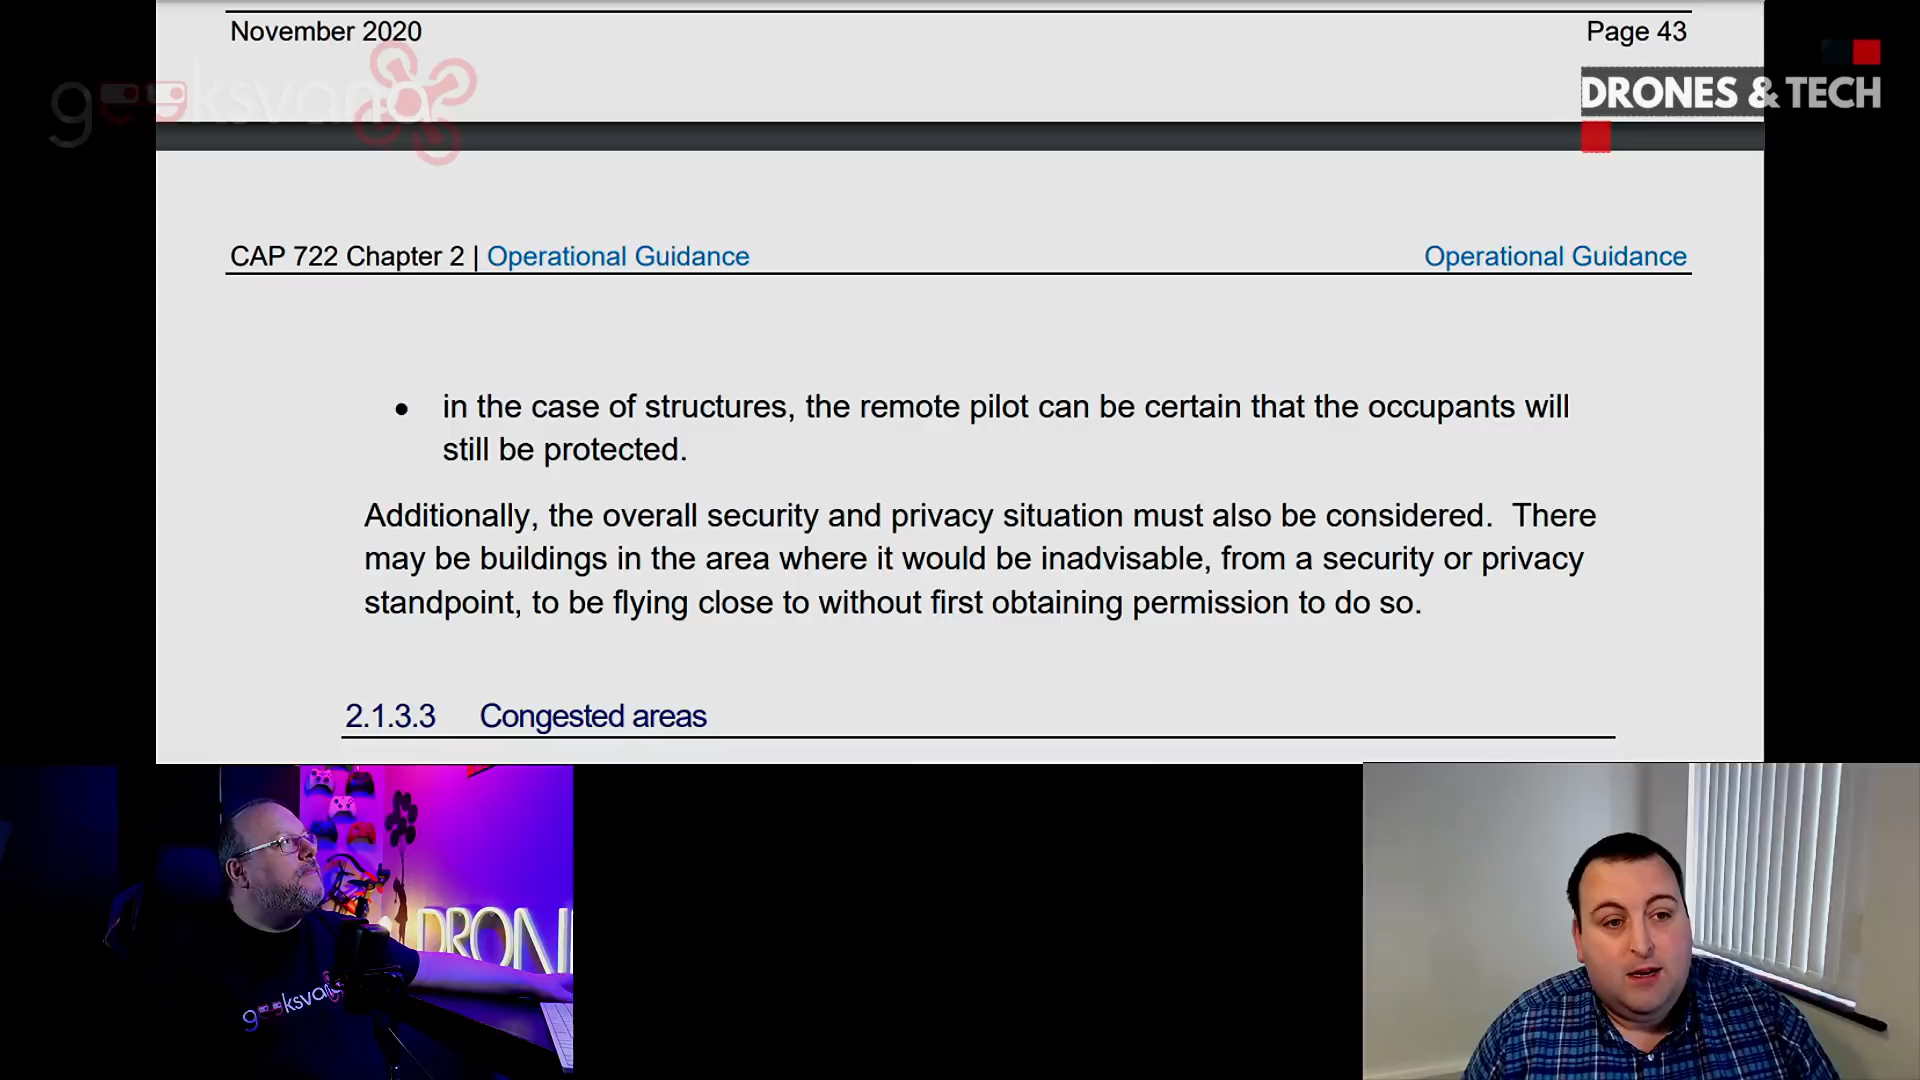 November 2020
Page 43
geeksvana
DRONES & TECH
CAP 722 Chapter 2 | Operational Guidance
Operational Guidance
• in the case of structures, the remote pilot can be certain that the occupants will
still be protected.
Additionally, the overall security and privacy situation must also be considered. There
may be buildings in the area where it would be inadvisable, from a security or privacy
standpoint, to be flying close to without first obtaining permission to do so.
2.1.3.3 Congested areas
DRON
geeksvana